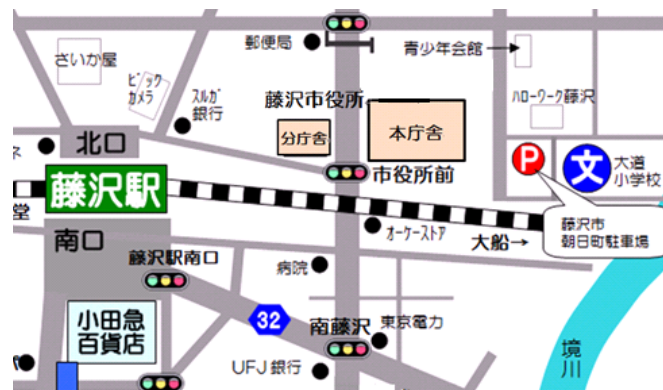 郵便局
青少年会館
さいか屋
ビック
カメラ
スルガ
銀行
藤沢市役所
ハローワーク藤沢
分庁舎
本庁舎
北口
ネ
市役所前
P
文
大道
小学校
藤沢駅
堂
南口
藤沢駅南口
オーケーストア
大船→
藤沢市
朝日町駐車場
病院
32
小田急
百貨店
南藤沢
東京電力
UFJ銀行
境
川